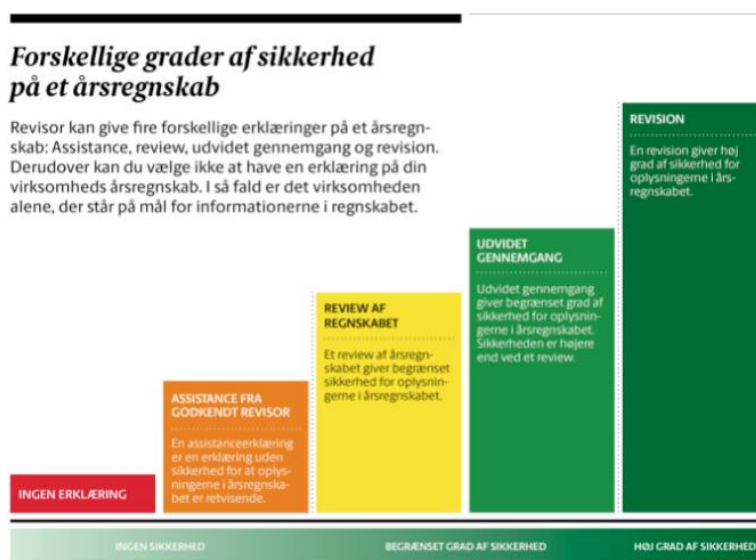 Forskellige grader af sikkerhed
på et årsregnskab
Revisor kan give fire forskellige erklæringer på et årsregn-
skab: Assistance, review, udvidet gennemgang og revision.
Derudover kan du vælge ikke at have en erklæring på din
virksomheds årsregnskab. I så fald er det virksomheden
alene, der står på mål for informationerne i regnskabet.
INGEN ERKLÆRING
ASSISTANCE FRA
GODKENDT REVISOR
En assistanceerklæring
er en erklæring uden
sikkerhed for at oplys-
ningerne i årsregnska-
bet er retvisende.
REVIEW AF
REGNSKABET
Et review af årsregn-
skabet giver begrænset
sikkerhed for oplysnin-
gerne i årsregnskabet.
UDVIDET
GENNEMGANG
Udvidet gennemgang
giver begrænset grad af
sikkerhed for oplysnin-
gerne i årsregnskabet.
Sikkerheden er højere
end ved et review.
REVISION
En revision giver høj
grad af sikkerhed for
oplysningerne i års-
regnskabet.
INGEN SIKKERHED
BEGRÆNSET GRAD AF SIKKERHED
HØJ GRAD AF SIKKERHED